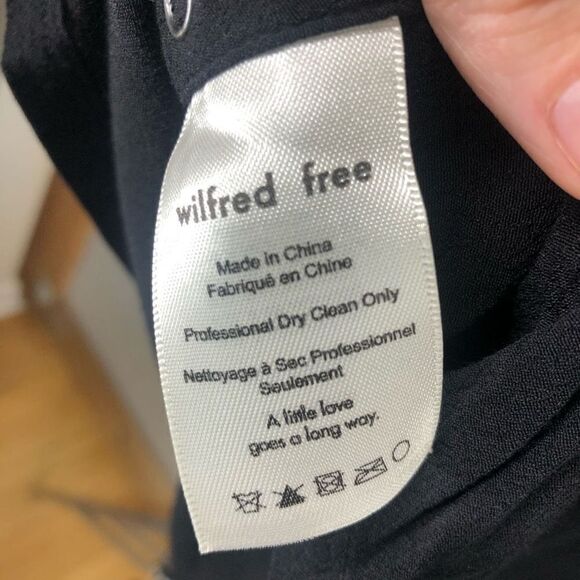 wilfred free
Made in China
Fabriqué en Chine
Professional Dry Clean Only
Nettoyage à Sec Professionnel
Seulement
A little love
goes a long way.